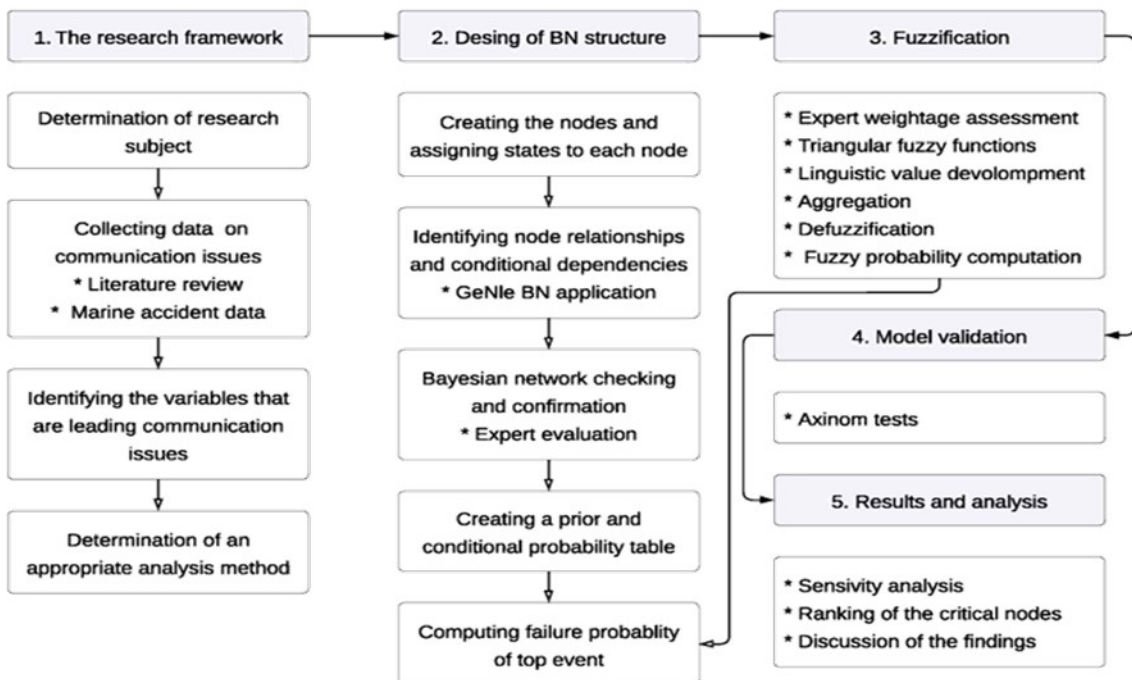 1. The research framework
Determination of research
subject
Collecting data on
communication issues
* Literature review
* Marine accident data
Identifying the variables that
are leading communication
issues
Determination of an
appropriate analysis method
2. Desing of BN structure
Creating the nodes and
assigning states to each node
Identifying node relationships
and conditional dependencies
* GeNIe BN application
Bayesian network checking
and confirmation
* Expert evaluation
Creating a prior and
conditional probability table
Computing failure probablity
of top event
3. Fuzzification
* Expert weightage assessment
* Triangular fuzzy functions
* Linguistic value devolompment
* Aggregation
* Defuzzification
* Fuzzy probability computation
4. Model validation
* Axinom tests
5. Results and analysis
* Sensivity analysis
* Ranking of the critical nodes
* Discussion of the findings